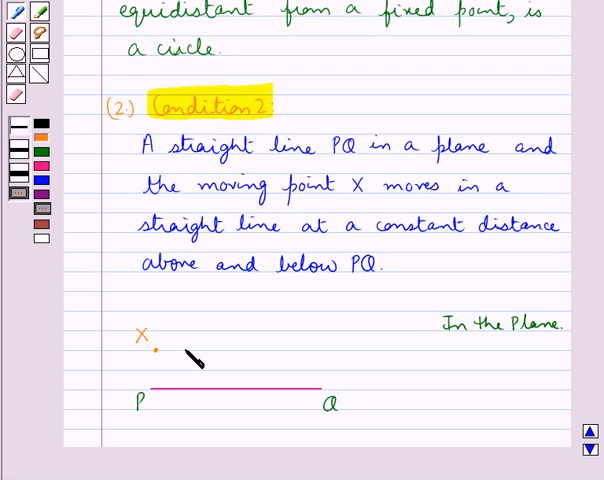 equidistant from a fixed point, is
a circle.
(2.) Condition 2:
A straight line PQ in a plane and
the moving point X moves in a
straight line at a constant distance
above and below PQ.
In the Plane.
X
P Q